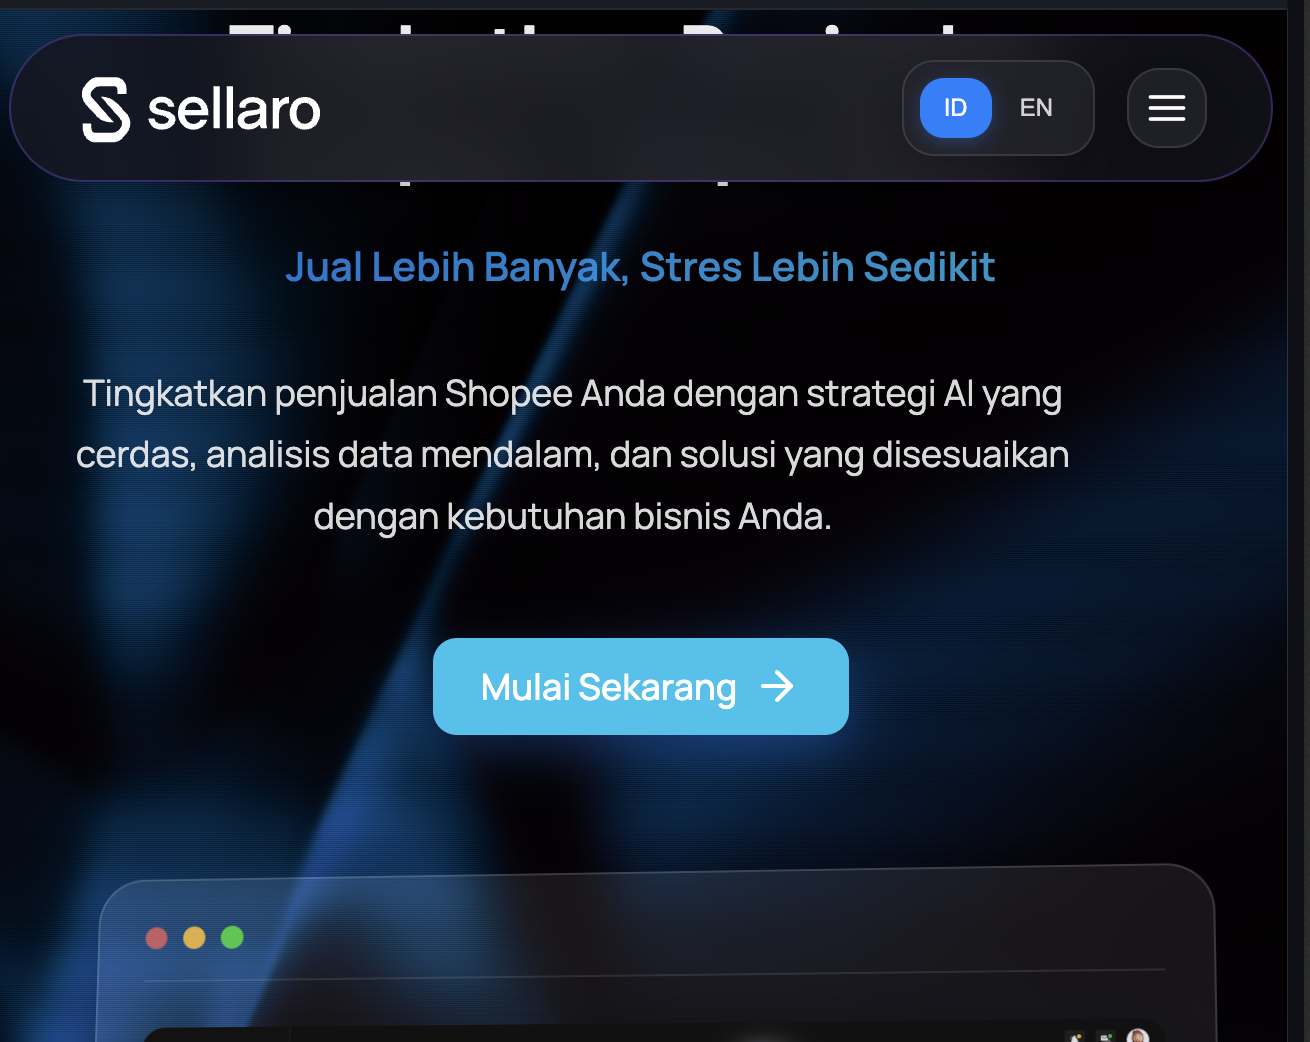 sellaro
ID EN
Jual Lebih Banyak, Stres Lebih Sedikit
Tingkatkan penjualan Shopee Anda dengan strategi AI yang
cerdas, analisis data mendalam, dan solusi yang disesuaikan
dengan kebutuhan bisnis Anda.
Mulai Sekarang